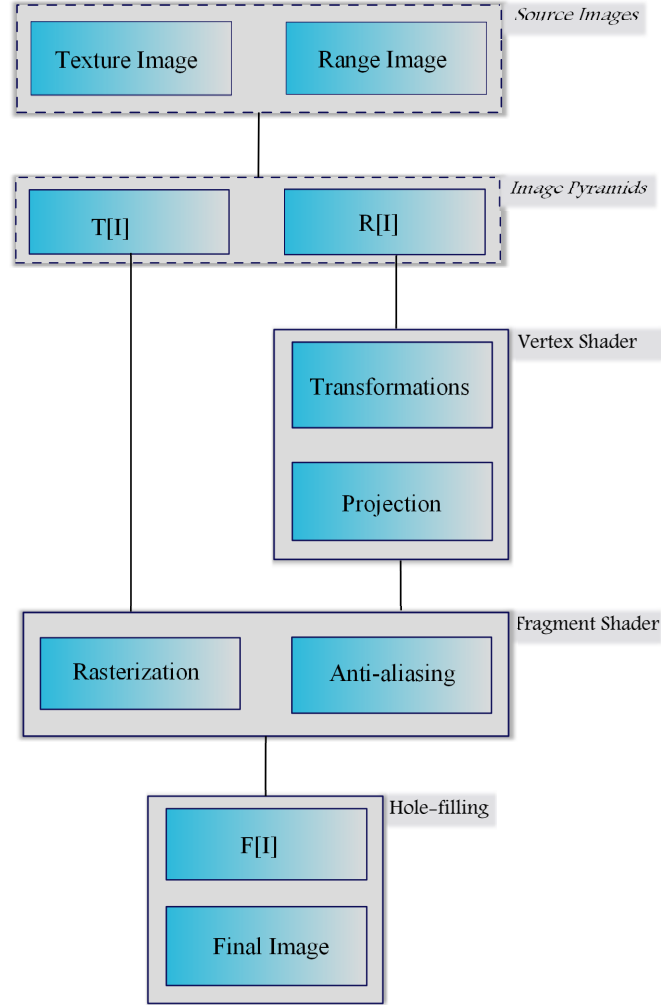 Source Images
Texture Image
Range Image
Image Pyramids
T[I]
R[I]
Vertex Shader
Transformations
Projection
Fragment Shader
Rasterization
Anti-aliasing
Hole-filling
F[I]
Final Image